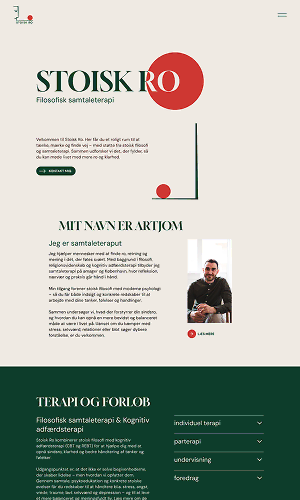 STOISK RO
STOISK RO
Filosofisk samtaleterapi
Velkommen til Stoisk Ro. Her får du et roligt rum til at
tænke, mærke og finde vej – med støtte fra stoisk filosofi
og samtaleterapi. Sammen udforsker vi det, der fylder, så
du kan møde livet med mere ro og klarhed.
KONTAKT MIG
MIT NAVN ER ARTJOM
Jeg er samtaleterapeut
Jeg hjælper mennesker med at finde ro, retning og
mening i det, der føles svært. Med baggrund i filosofi,
religionsvidenskab og kognitiv adfærdsterapi tilbyder jeg
samtaleterapi på Amager og København, hvor refleksion,
nærvær og praksis går hånd i hånd.
Min tilgang forener stoisk filosofi med moderne psykologi
– så du får både indsigt og konkrete redskaber til at
arbejde med dine tanker, følelser og handlinger.
Sammen undersøger vi, hvad der forstyrrer din sindsro,
og hvordan du kan opnå en mere bevidst og balanceret
måde at være i livet på. Uanset om du kæmper med
stress, selvværd, relationer eller blot søger dybere
forståelse, er du velkommen.
LÆS MERE
TERAPI OG FORLØB
Filosofisk samtaleterapi & Kognitiv
adfærdsterapi
Stoisk Ro kombinerer stoisk filosofi med kognitiv
adfærdsterapi (CBT og REBT) for at hjælpe dig med at
opnå sindsro, klarhed og bedre håndtering af tanker og
følelser.
Udgangspunktet er, at det ikke er selve begivenhederne,
der skaber lidelse – men hvordan vi opfatter dem.
Gennem samtale, psykoedukation og konkrete stoiske
øvelser får du redskaber til at håndtere bl.a. stress, angst,
vrede, traume, lavt selvværd og depression – og til at leve
et mere balanceret og meningsfuldt liv. Læs mere om de
individuel terapi
parterapi
undervisning
foredrag